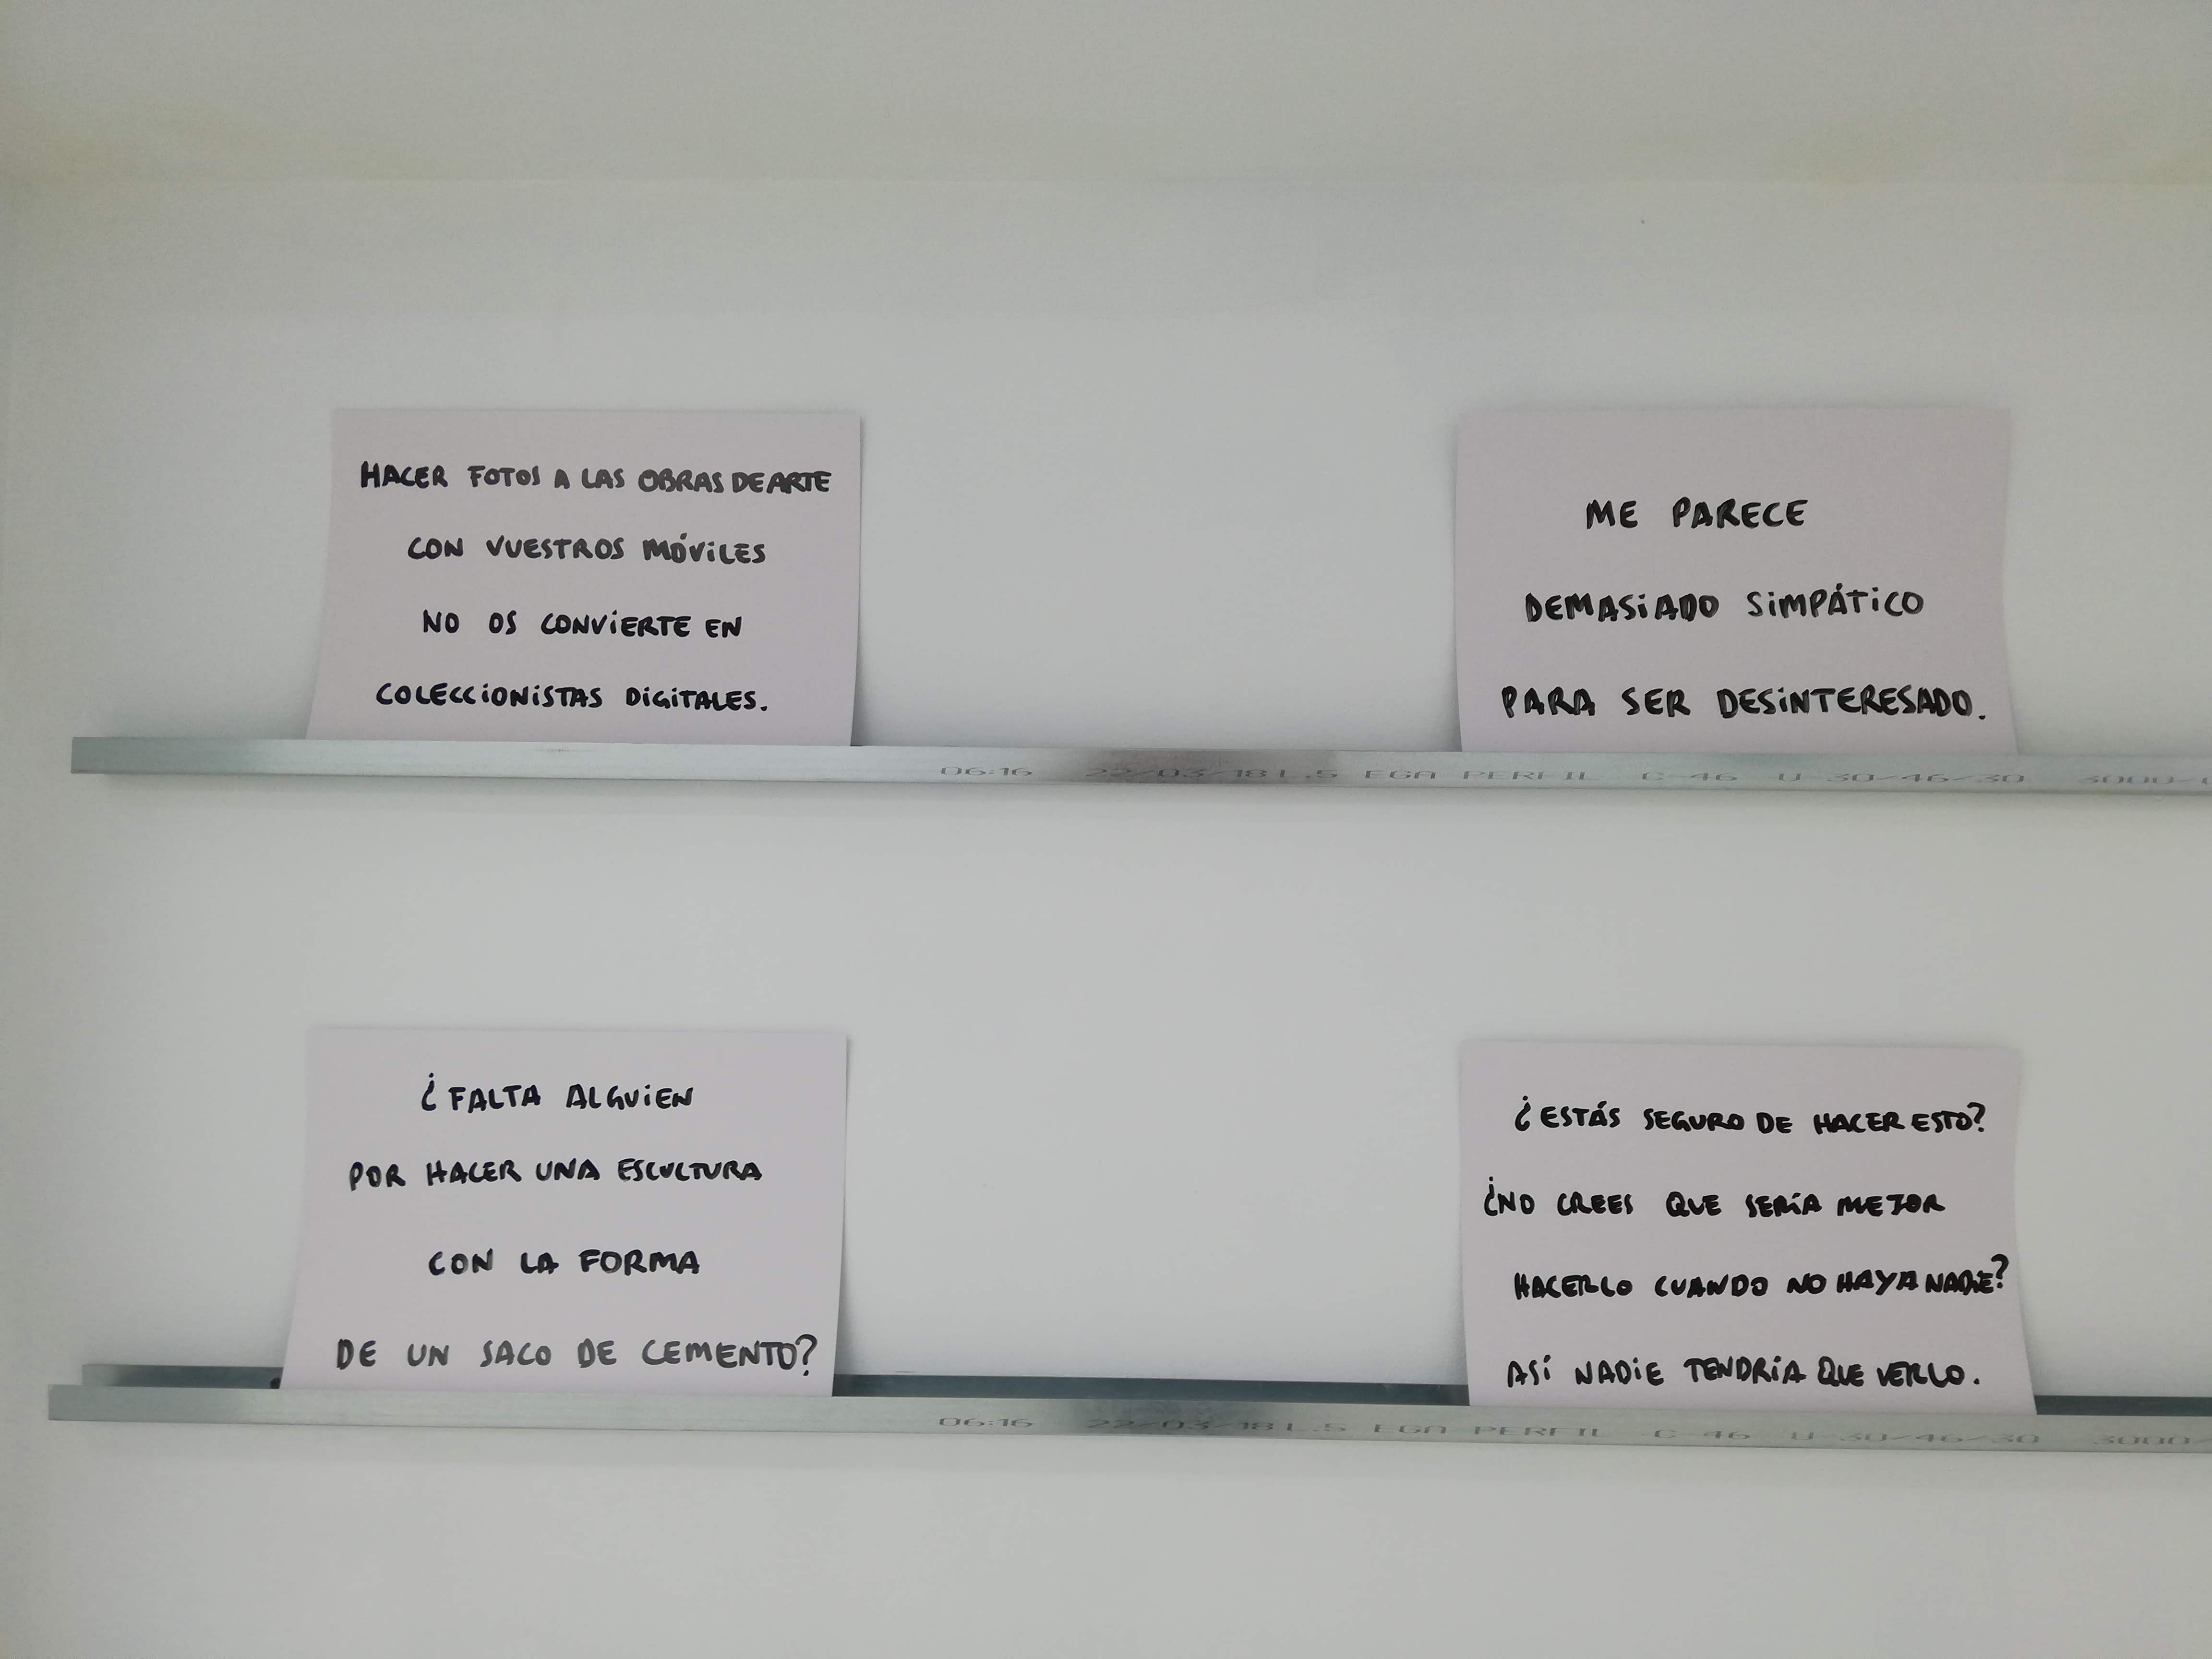 HACER FOTOS A LAS OBRAS DE ARTE
CON VUESTROS MÓVILES
NO OS CONVIERTE EN
COLECCIONISTAS DIGITALES.
ME PARECE
DEMASIADO SIMPÁTICO
PARA SER DESINTERESADO.
06:16 22/03/18 L.5 EGA PERFIL C-46 U-30/46/30 3000/
¿FALTA ALGUIEN
POR HACER UNA ESCULTURA
CON LA FORMA
DE UN SACO DE CEMENTO?
¿ESTÁS SEGURO DE HACER ESTO?
¿NO CREES QUE SERÍA MEJOR
HACERLO CUANDO NO HAYA NADIE?
ASÍ NADIE TENDRÍA QUE VERLO.
06:16 22/03/18 L.5 EGA PERFIL C-46 U-30/46/30 3000/